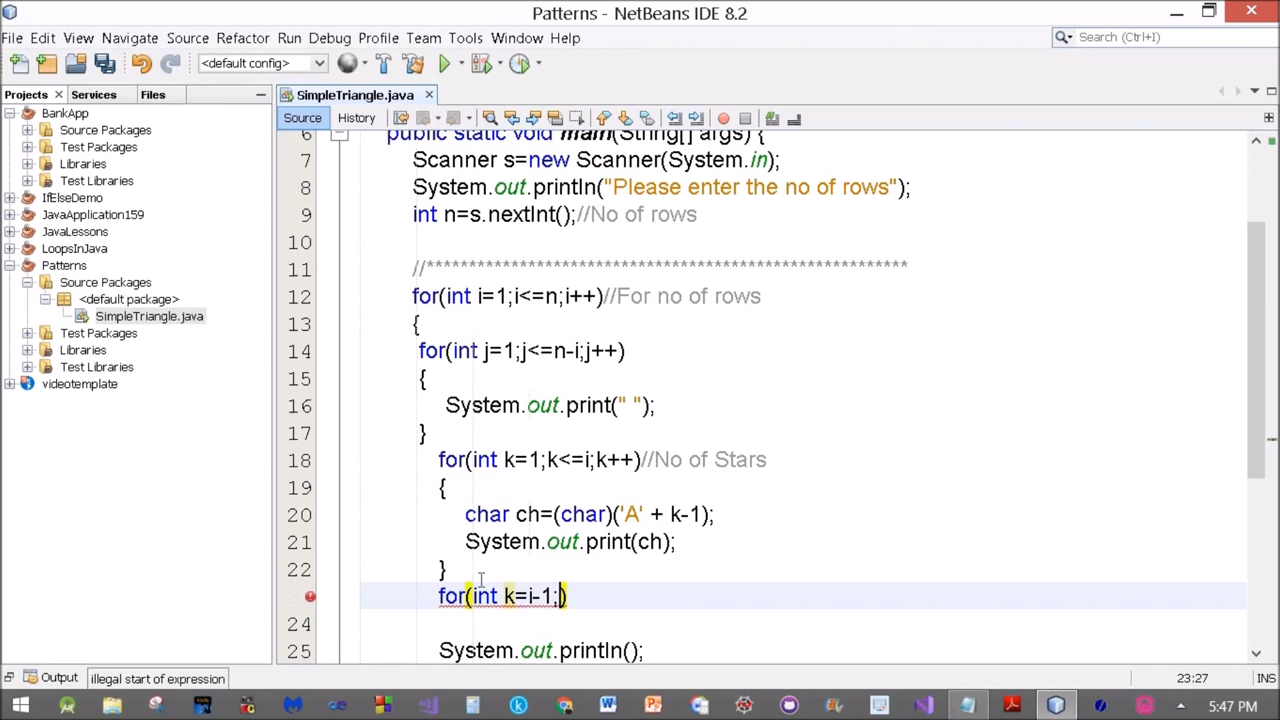 Patterns - NetBeans IDE 8.2
File Edit View Navigate Source Refactor Run Debug Profile Team Tools Window Help
Search (Ctrl+I)
<default config>
Projects Services Files
SimpleTriangle.java
Source History
BankApp
Source Packages
Test Packages
Libraries
Test Libraries
IfElseDemo
JavaApplication159
JavaLessons
LoopsInJava
Patterns
Source Packages
<default package>
SimpleTriangle.java
Test Packages
Libraries
Test Libraries
videotemplate
6 public static void main(String[] args) {
7 Scanner s=new Scanner(System.in);
8 System.out.println("Please enter the no of rows");
9 int n=s.nextInt();//No of rows
10
11 //*******************************************************
12 for(int i=1;i<=n;i++)//For no of rows
13 {
14 for(int j=1;j<=n-i;j++)
15 {
16 System.out.print(" ");
17 }
18 for(int k=1;k<=i;k++)//No of Stars
19 {
20 char ch=(char)('A' + k-1);
21 System.out.print(ch);
22 }
for(int k=i-1;)
24
25 System.out.println();
Output
illegal start of expression
23:27 INS
5:47 PM